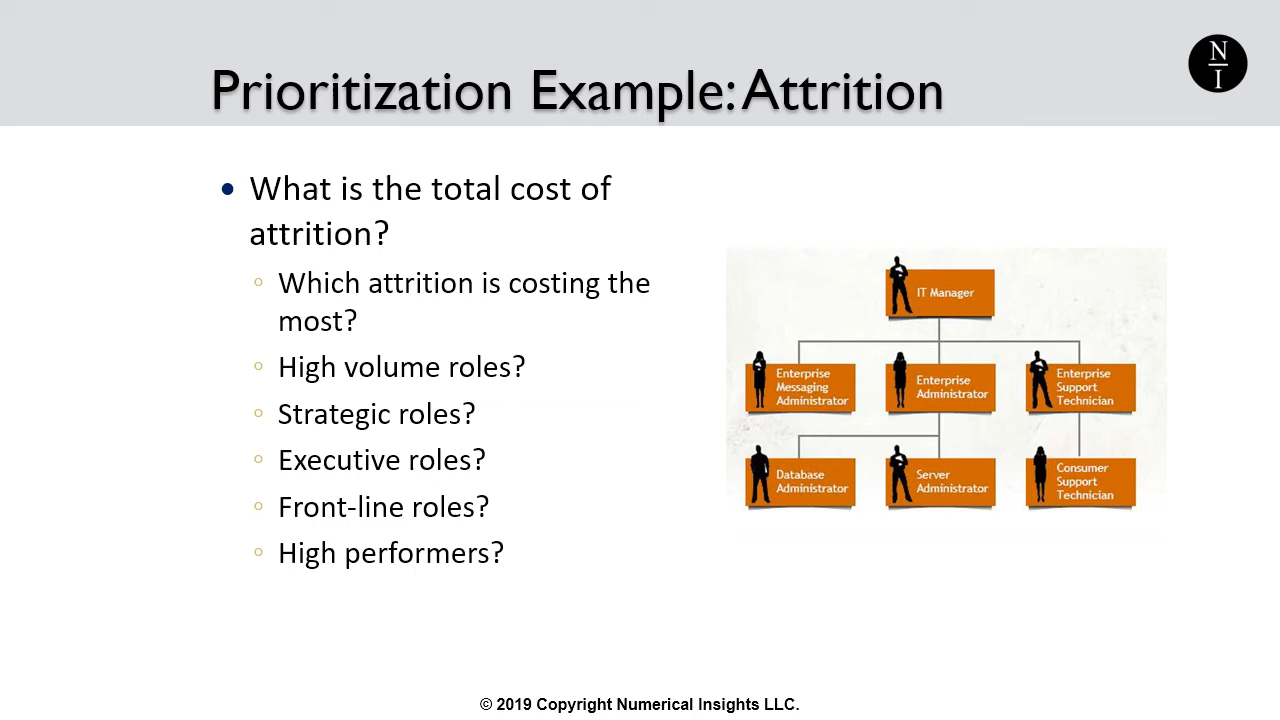 Prioritization Example: Attrition
N
I
• What is the total cost of
attrition?
◦ Which attrition is costing the
most?
◦ High volume roles?
◦ Strategic roles?
◦ Executive roles?
◦ Front-line roles?
◦ High performers?
IT Manager
Enterprise
Messaging
Administrator
Enterprise
Administrator
Enterprise
Support
Technician
Database
Administrator
Server
Administrator
Consumer
Support
Technician
© 2019 Copyright Numerical Insights LLC.